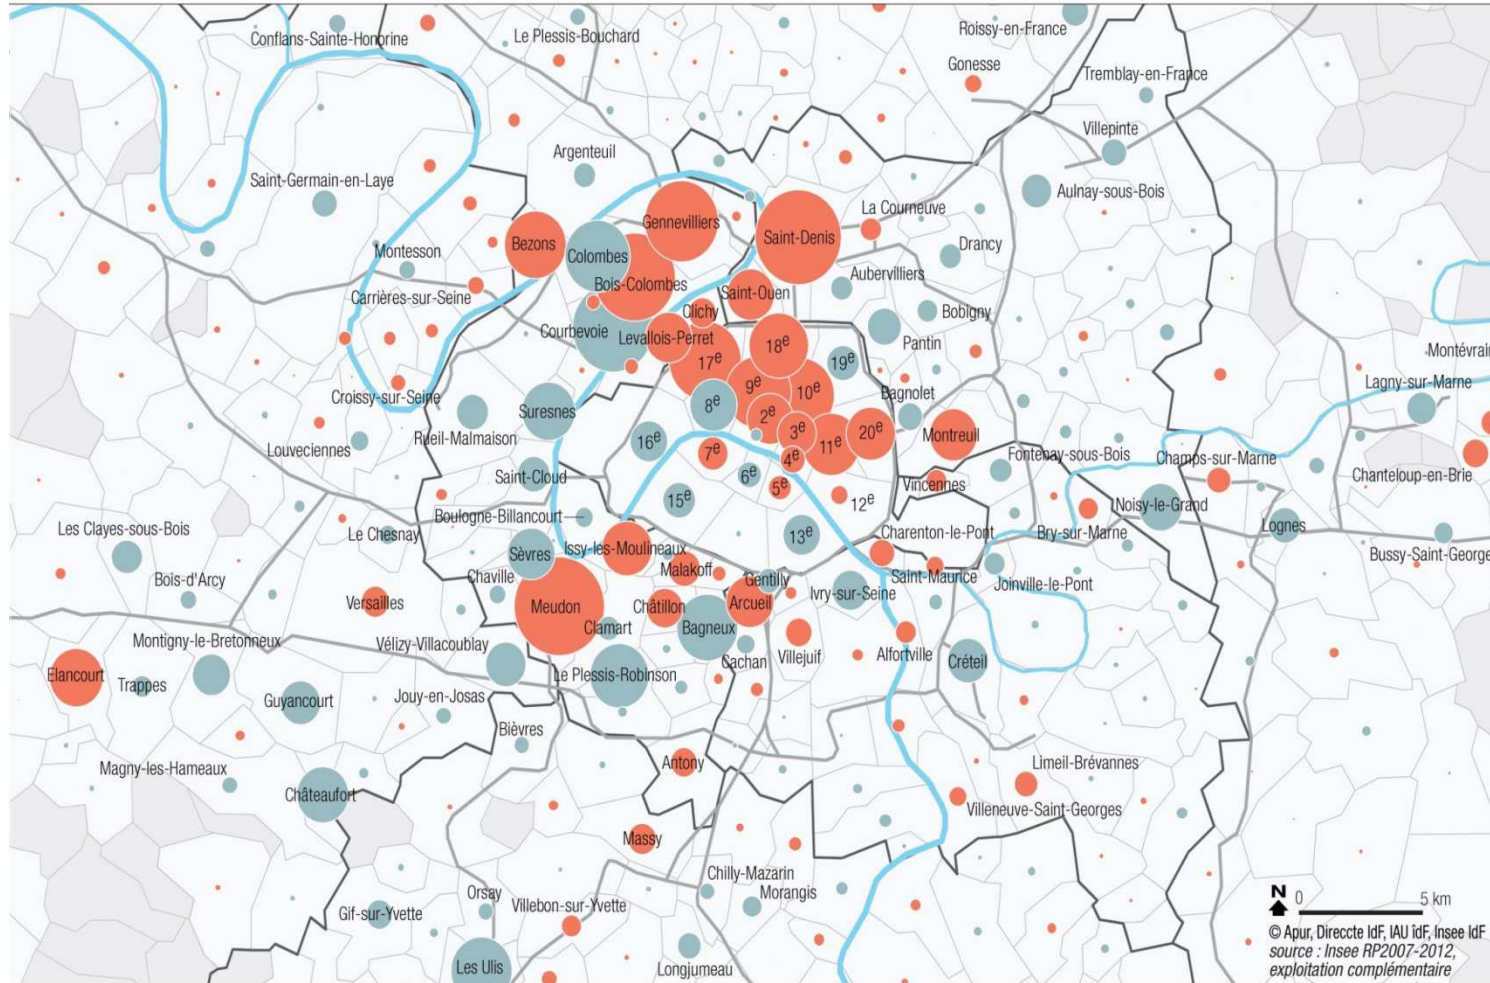 Conflans-Sainte-Honorine
Le Plessis-Bouchard
Roissy-en-France
Gonesse
Tremblay-en-France
Villepinte
Argenteuil
Saint-Germain-en-Laye
Aulnay-sous-Bois
La Courneuve
Gennevilliers
Saint-Denis
Bezons
Colombes
Drancy
Montesson
Aubervilliers
Bois-Colombes
Carrières-sur-Seine
Saint-Ouen
Clichy
Bobigny
Courbevoie
Levallois-Perret
Pantin
18e
17e
19e
Montévrain
Lagny-sur-Marne
9e
10e
Bagnolet
Croissy-sur-Seine
8e
2e
Suresnes
Rueil-Malmaison
3e
20e
Montreuil
16e
11e
Louveciennes
7e
4e
Fontenay-sous-Bois
Champs-sur-Marne
Chanteloup-en-Brie
Saint-Cloud
6e
5e
Vincennes
15e
12e
Noisy-le-Grand
Boulogne-Billancourt
Les Clayes-sous-Bois
Le Chesnay
13e
Charenton-le-Pont
Bry-sur-Marne
Lognes
Sèvres
Issy-les-Moulineaux
Bussy-Saint-George
Malakoff
Saint-Maurice
Bois-d'Arcy
Chaville
Gentilly
Joinville-le-Pont
Ivry-sur-Seine
Versailles
Meudon
Châtillon
Arcueil
Clamart
Bagneux
Montigny-le-Bretonneux
Vélizy-Villacoublay
Cachan
Villejuif
Alfortville
Créteil
Elancourt
Trappes
Le Plessis-Robinson
Guyancourt
Jouy-en-Josas
Bièvres
Antony
Limeil-Brévannes
Magny-les-Hameaux
Châteaufort
Villeneuve-Saint-Georges
Massy
Chilly-Mazarin
Morangis
Orsay
Villebon-sur-Yvette
Gif-sur-Yvette
Les Ulis
Longjumeau
N
0 5 km
© Apur, Direccte IdF, IAU îdF, Insee IdF
source : Insee RP2007-2012,
exploitation complémentaire